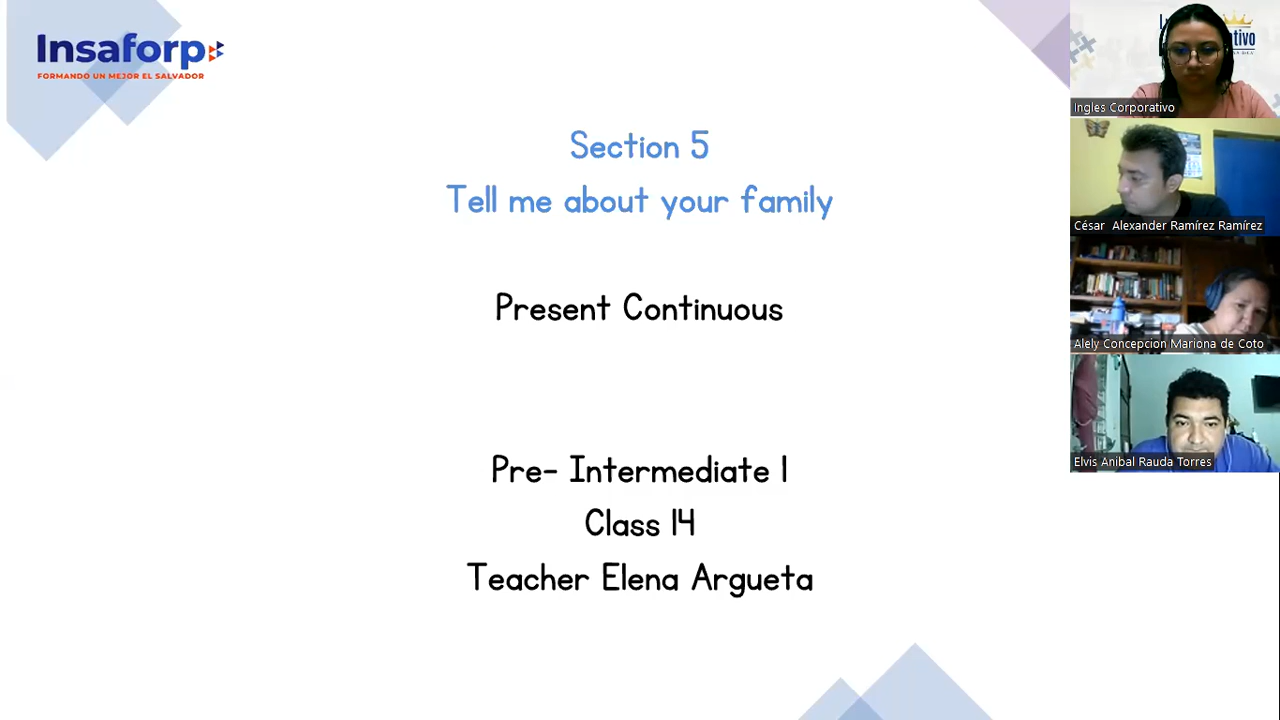 Insaforp
FORMANDO UN MEJOR EL SALVADOR
Section 5
Tell me about your family
Present Continuous
Pre- Intermediate 1
Class 14
Teacher Elena Argueta
Ingles Corporativo
César Alexander Ramírez Ramírez
Alely Concepcion Mariona de Coto
Elvis Anibal Rauda Torres